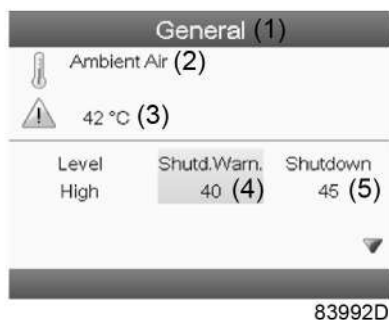 General (1)
Ambient Air (2)
42 °C (3)
Level Shutd.Warn. Shutdown
High 40 (4) 45 (5)
83992D